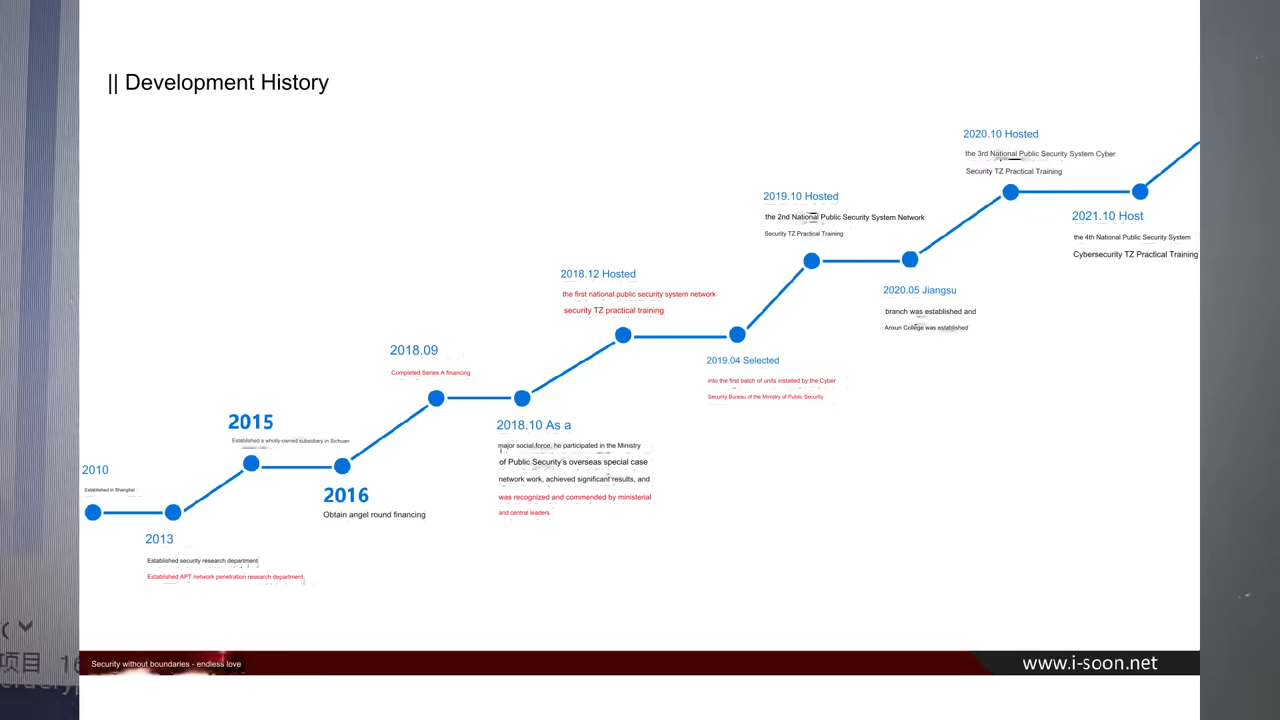 || Development History
2010
Established in Shanghai
2013
Established security research department
Established APT network penetration research department
2015
Established a wholly-owned subsidiary in Sichuan
2016
Obtain angel round financing
2018.09
Completed Series A financing
2018.10 As a
major social force, he participated in the Ministry
of Public Security's overseas special case
network work, achieved significant results, and
was recognized and commended by ministerial
and central leaders.
2018.12 Hosted
the first national public security system network
security TZ practical training
2019.04 Selected
into the first batch of units installed by the Cyber
Security Bureau of the Ministry of Public Security
2019.10 Hosted
the 2nd National Public Security System Network
Security TZ Practical Training
2020.05 Jiangsu
branch was established and
Anxun College was established
2020.10 Hosted
the 3rd National Public Security System Cyber
Security TZ Practical Training
2021.10 Host
the 4th National Public Security System
Cybersecurity TZ Practical Training
项目 16
Security without boundaries - endless love
www.i-soon.net